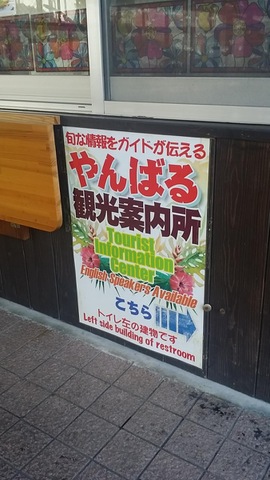 旬な情報をガイドが伝える
やんばる
観光案内所
Tourist
Information
Center
English speakers Available
こちら
トイレ左の建物です
Left side building of restroom